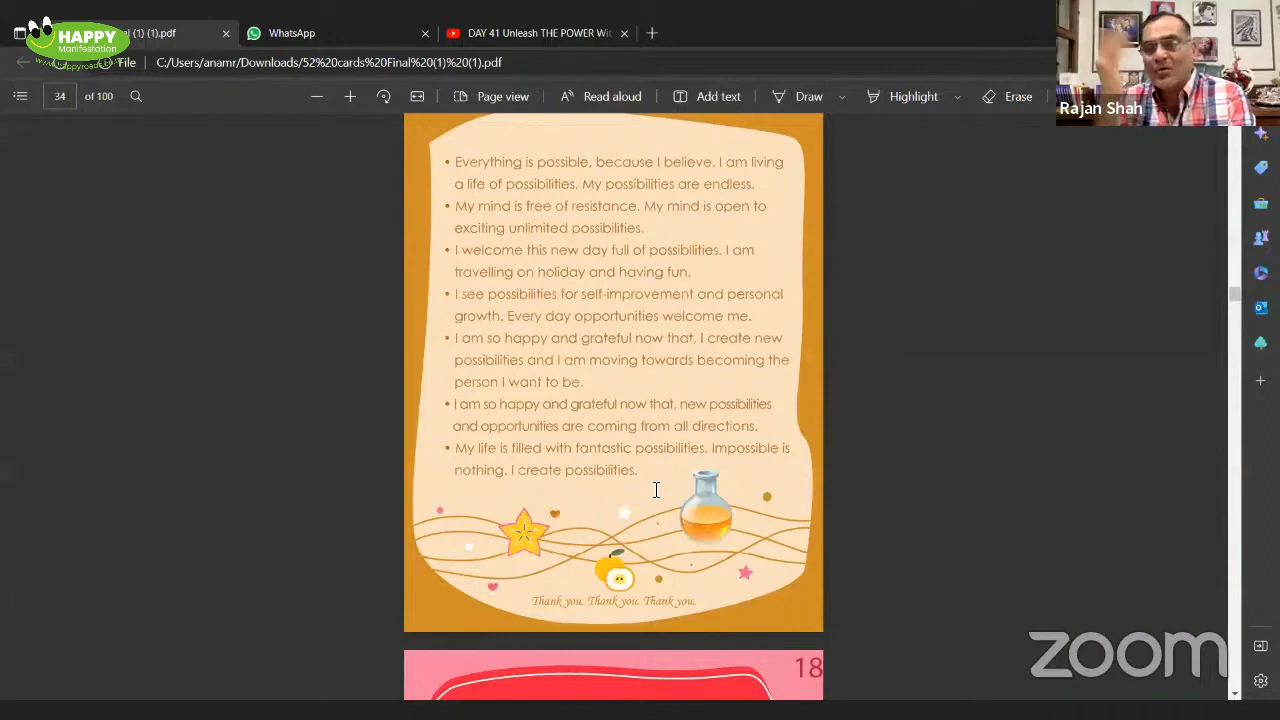 HAPPY
Manifestation
(1) (1).pdf
WhatsApp
DAY 41 Unleash THE POWER Wit
File
C:/Users/anamr/Downloads/52%20cards%20Final%20(1)%20(1).pdf
34
of 100
Page view
Read aloud
Add text
Draw
Highlight
Erase
Rajan Shah
• Everything is possible, because I believe. I am living
a life of possibilities. My possibilities are endless.
• My mind is free of resistance. My mind is open to
exciting unlimited possibilities.
• I welcome this new day full of possibilities. I am
travelling on holiday and having fun.
• I see possibilities for self-improvement and personal
growth. Every day opportunities welcome me.
• I am so happy and grateful now that, I create new
possibilities and I am moving towards becoming the
person I want to be.
• I am so happy and grateful now that, new possibilities
and opportunities are coming from all directions.
• My life is filled with fantastic possibilities. Impossible is
nothing. I create possibilities.
Thank you. Thank you. Thank you.
18
zoom